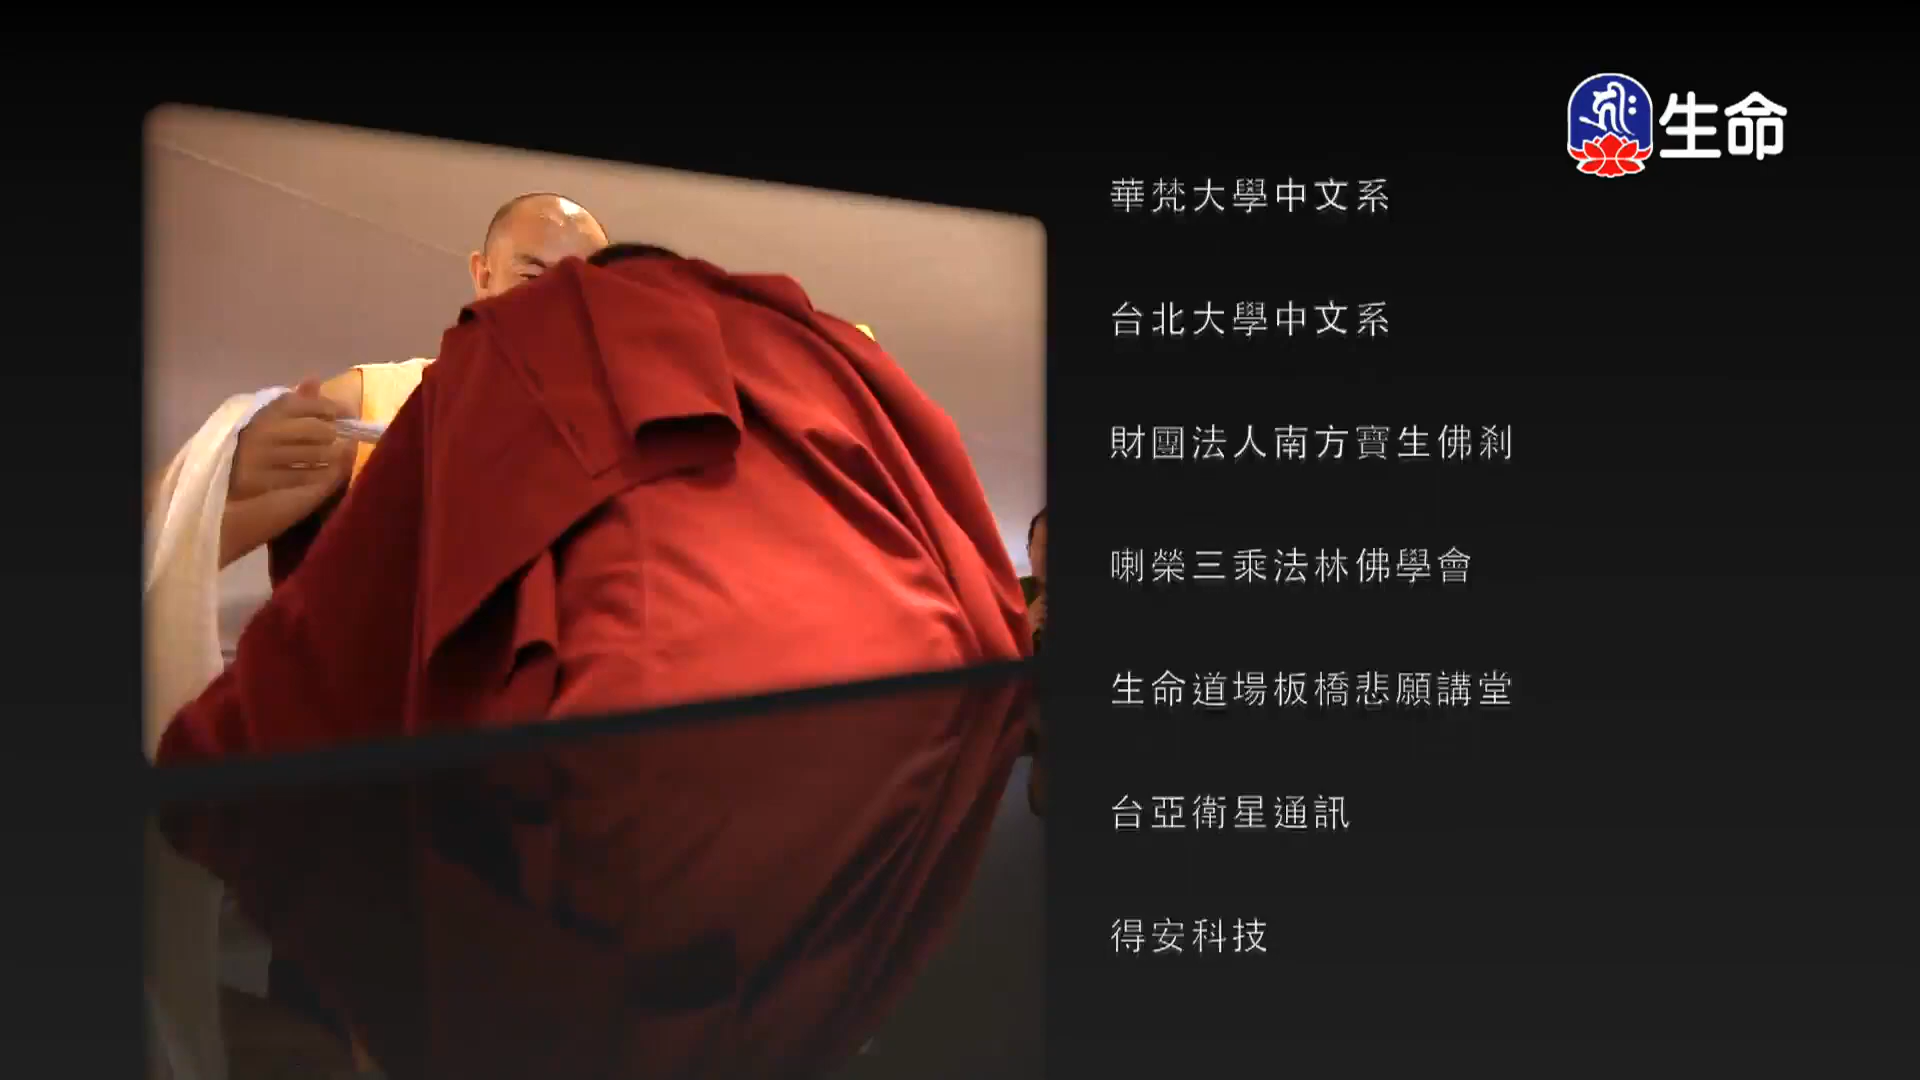 生命
華梵大學中文系
台北大學中文系
財團法人南方寶生佛剎
喇榮三乘法林佛學會
生命道場板橋悲願講堂
台亞衛星通訊
得安科技